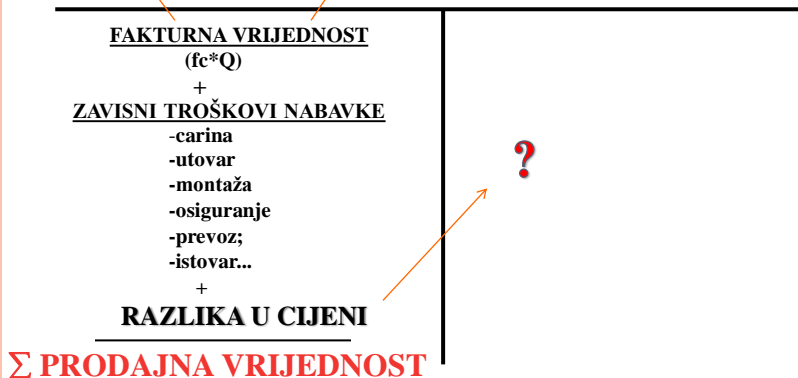 FAKTURNA VRIJEDNOST
(fc*Q)
+
ZAVISNI TROŠKOVI NABAVKE
-carina
-utovar
-montaža
-osiguranje
-prevoz;
-istovar...
+
RAZLIKA U CIJENI
∑ PRODAJNA VRIJEDNOST
?